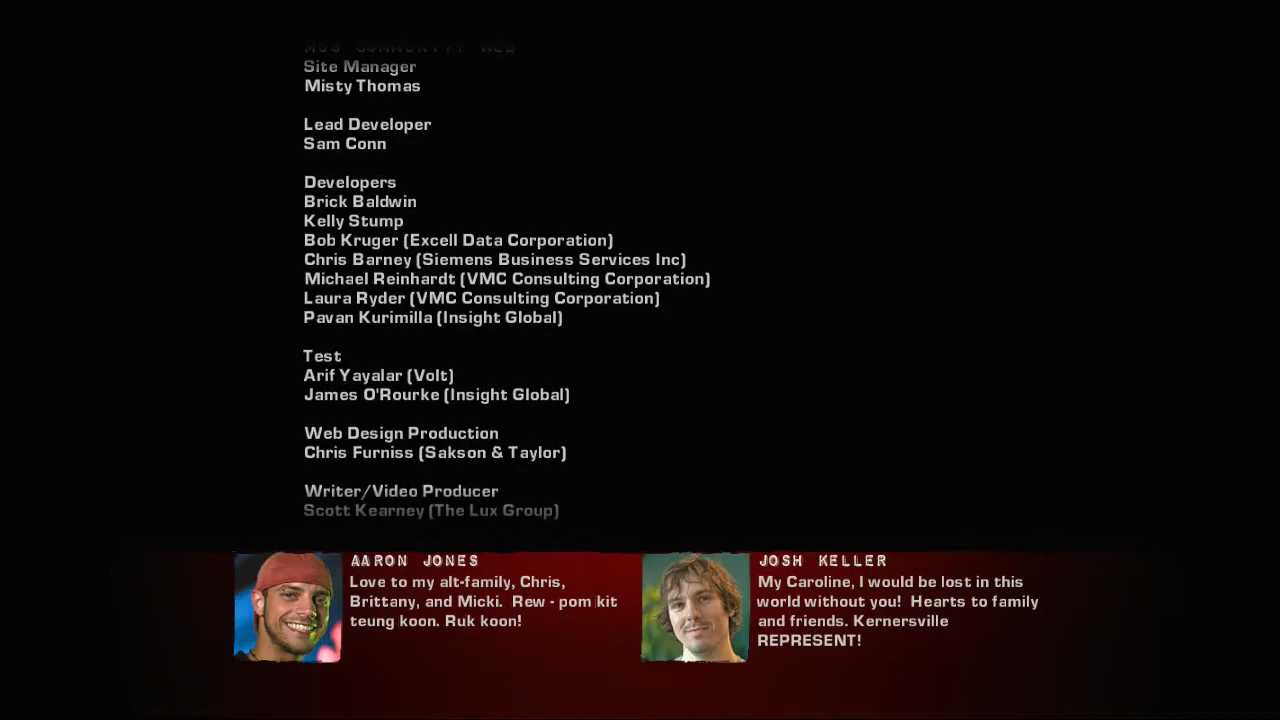 MGS COMMUNITY WEB
Site Manager
Misty Thomas
Lead Developer
Sam Conn
Developers
Brick Baldwin
Kelly Stump
Bob Kruger (Excell Data Corporation)
Chris Barney (Siemens Business Services Inc)
Michael Reinhardt (VMC Consulting Corporation)
Laura Ryder (VMC Consulting Corporation)
Pavan Kurimilla (Insight Global)
Test
Arif Yayalar (Volt)
James O'Rourke (Insight Global)
Web Design Production
Chris Furniss (Sakson & Taylor)
Writer/Video Producer
Scott Kearney (The Lux Group)
AARON JONES
Love to my alt-family, Chris,
Brittany, and Micki. Rew - pom kit
teung koon. Ruk koon!
JOSH KELLER
My Caroline, I would be lost in this
world without you! Hearts to family
and friends. Kernersville
REPRESENT!